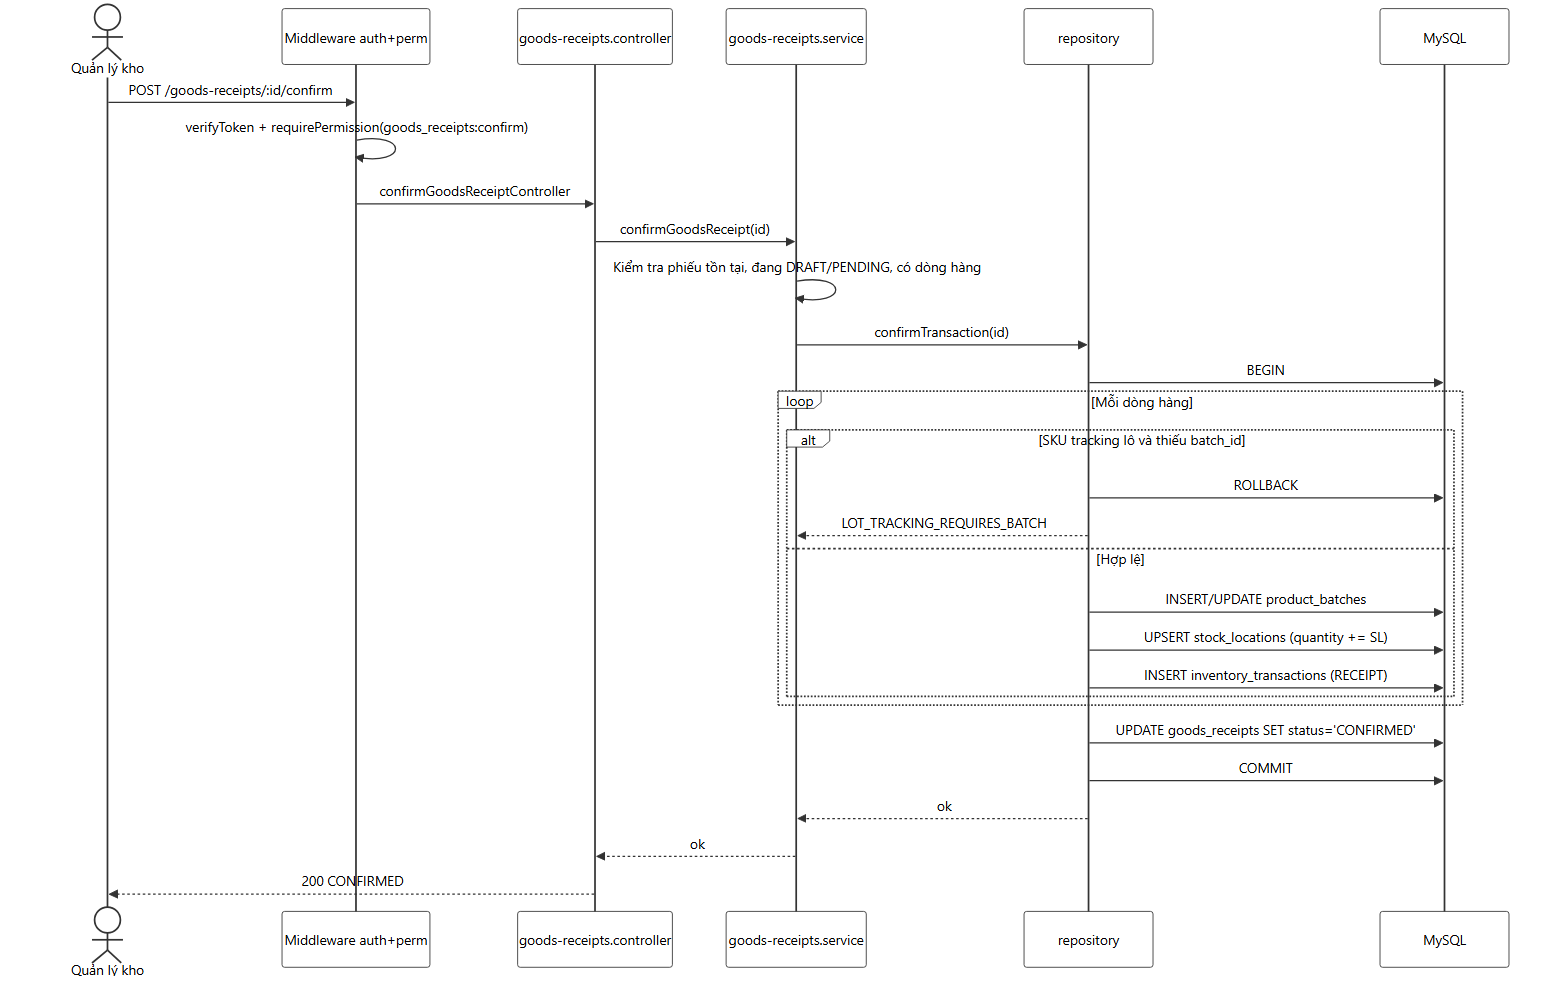 Quản lý kho
Middleware auth+perm
goods-receipts.controller
goods-receipts.service
repository
MySQL
POST /goods-receipts/:id/confirm
verifyToken + requirePermission(goods_receipts:confirm)
confirmGoodsReceiptController
confirmGoodsReceipt(id)
Kiểm tra phiếu tồn tại, đang DRAFT/PENDING, có dòng hàng
confirmTransaction(id)
BEGIN
loop
[Mỗi dòng hàng]
alt
[SKU tracking lô và thiếu batch_id]
ROLLBACK
LOT_TRACKING_REQUIRES_BATCH
[Hợp lệ]
INSERT/UPDATE product_batches
UPSERT stock_locations (quantity += SL)
INSERT inventory_transactions (RECEIPT)
UPDATE goods_receipts SET status='CONFIRMED'
COMMIT
ok
ok
200 CONFIRMED
Quản lý kho
Middleware auth+perm
goods-receipts.controller
goods-receipts.service
repository
MySQL